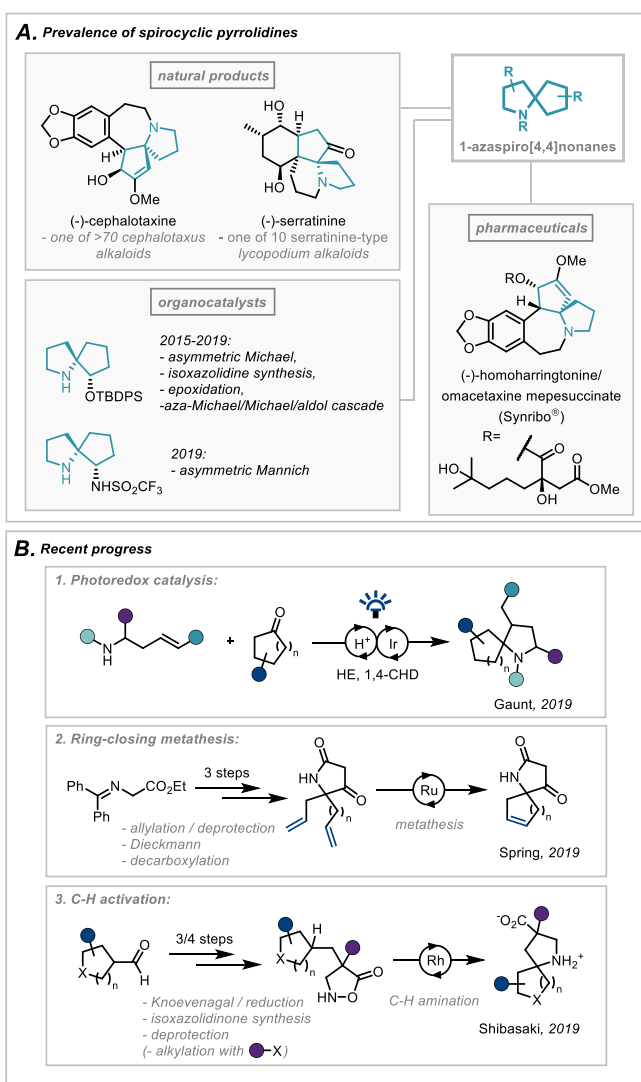 A. Prevalence of spirocyclic pyrrolidines
natural products
HO
H
O
O
N
H
HO
OMe
O
N
HO
(-)-cephalotaxine
- one of >70 cephalotaxus
alkaloids
(-)-serratinine
- one of 10 serratinine-type
lycopodium alkaloids
R
R
N
R
1-azaspiro[4,4]nonanes
organocatalysts
N
H
OTBDPS
2015-2019:
- asymmetric Michael,
- isoxazolidine synthesis,
- epoxidation,
-aza-Michael/Michael/aldol cascade
N
H
NHSO2CF3
2019:
- asymmetric Mannich
pharmaceuticals
OMe
RO
H
O
O
N
(-)-homoharringtonine/
omacetaxine mepesuccinate
(Synribo®)
R=
O
O
HO
OMe
OH
B. Recent progress
1. Photoredox catalysis:
N
H
+
O
n
H+ Ir
HE, 1,4-CHD
n
N
Gaunt, 2019
2. Ring-closing metathesis:
Ph
N
CO2Et
Ph
3 steps
- allylation / deprotection
- Dieckmann
- decarboxylation
O
HN
O
n
Ru
metathesis
O
HN
O
n
Spring, 2019
3. C-H activation:
O
X
n
H
3/4 steps
- Knoevenagal / reduction
- isoxazolidinone synthesis
- deprotection
(- alkylation with X )
H
X
n
O
HN
O
Rh
C-H amination
-O2C
NH2+
n
X
Shibasaki, 2019